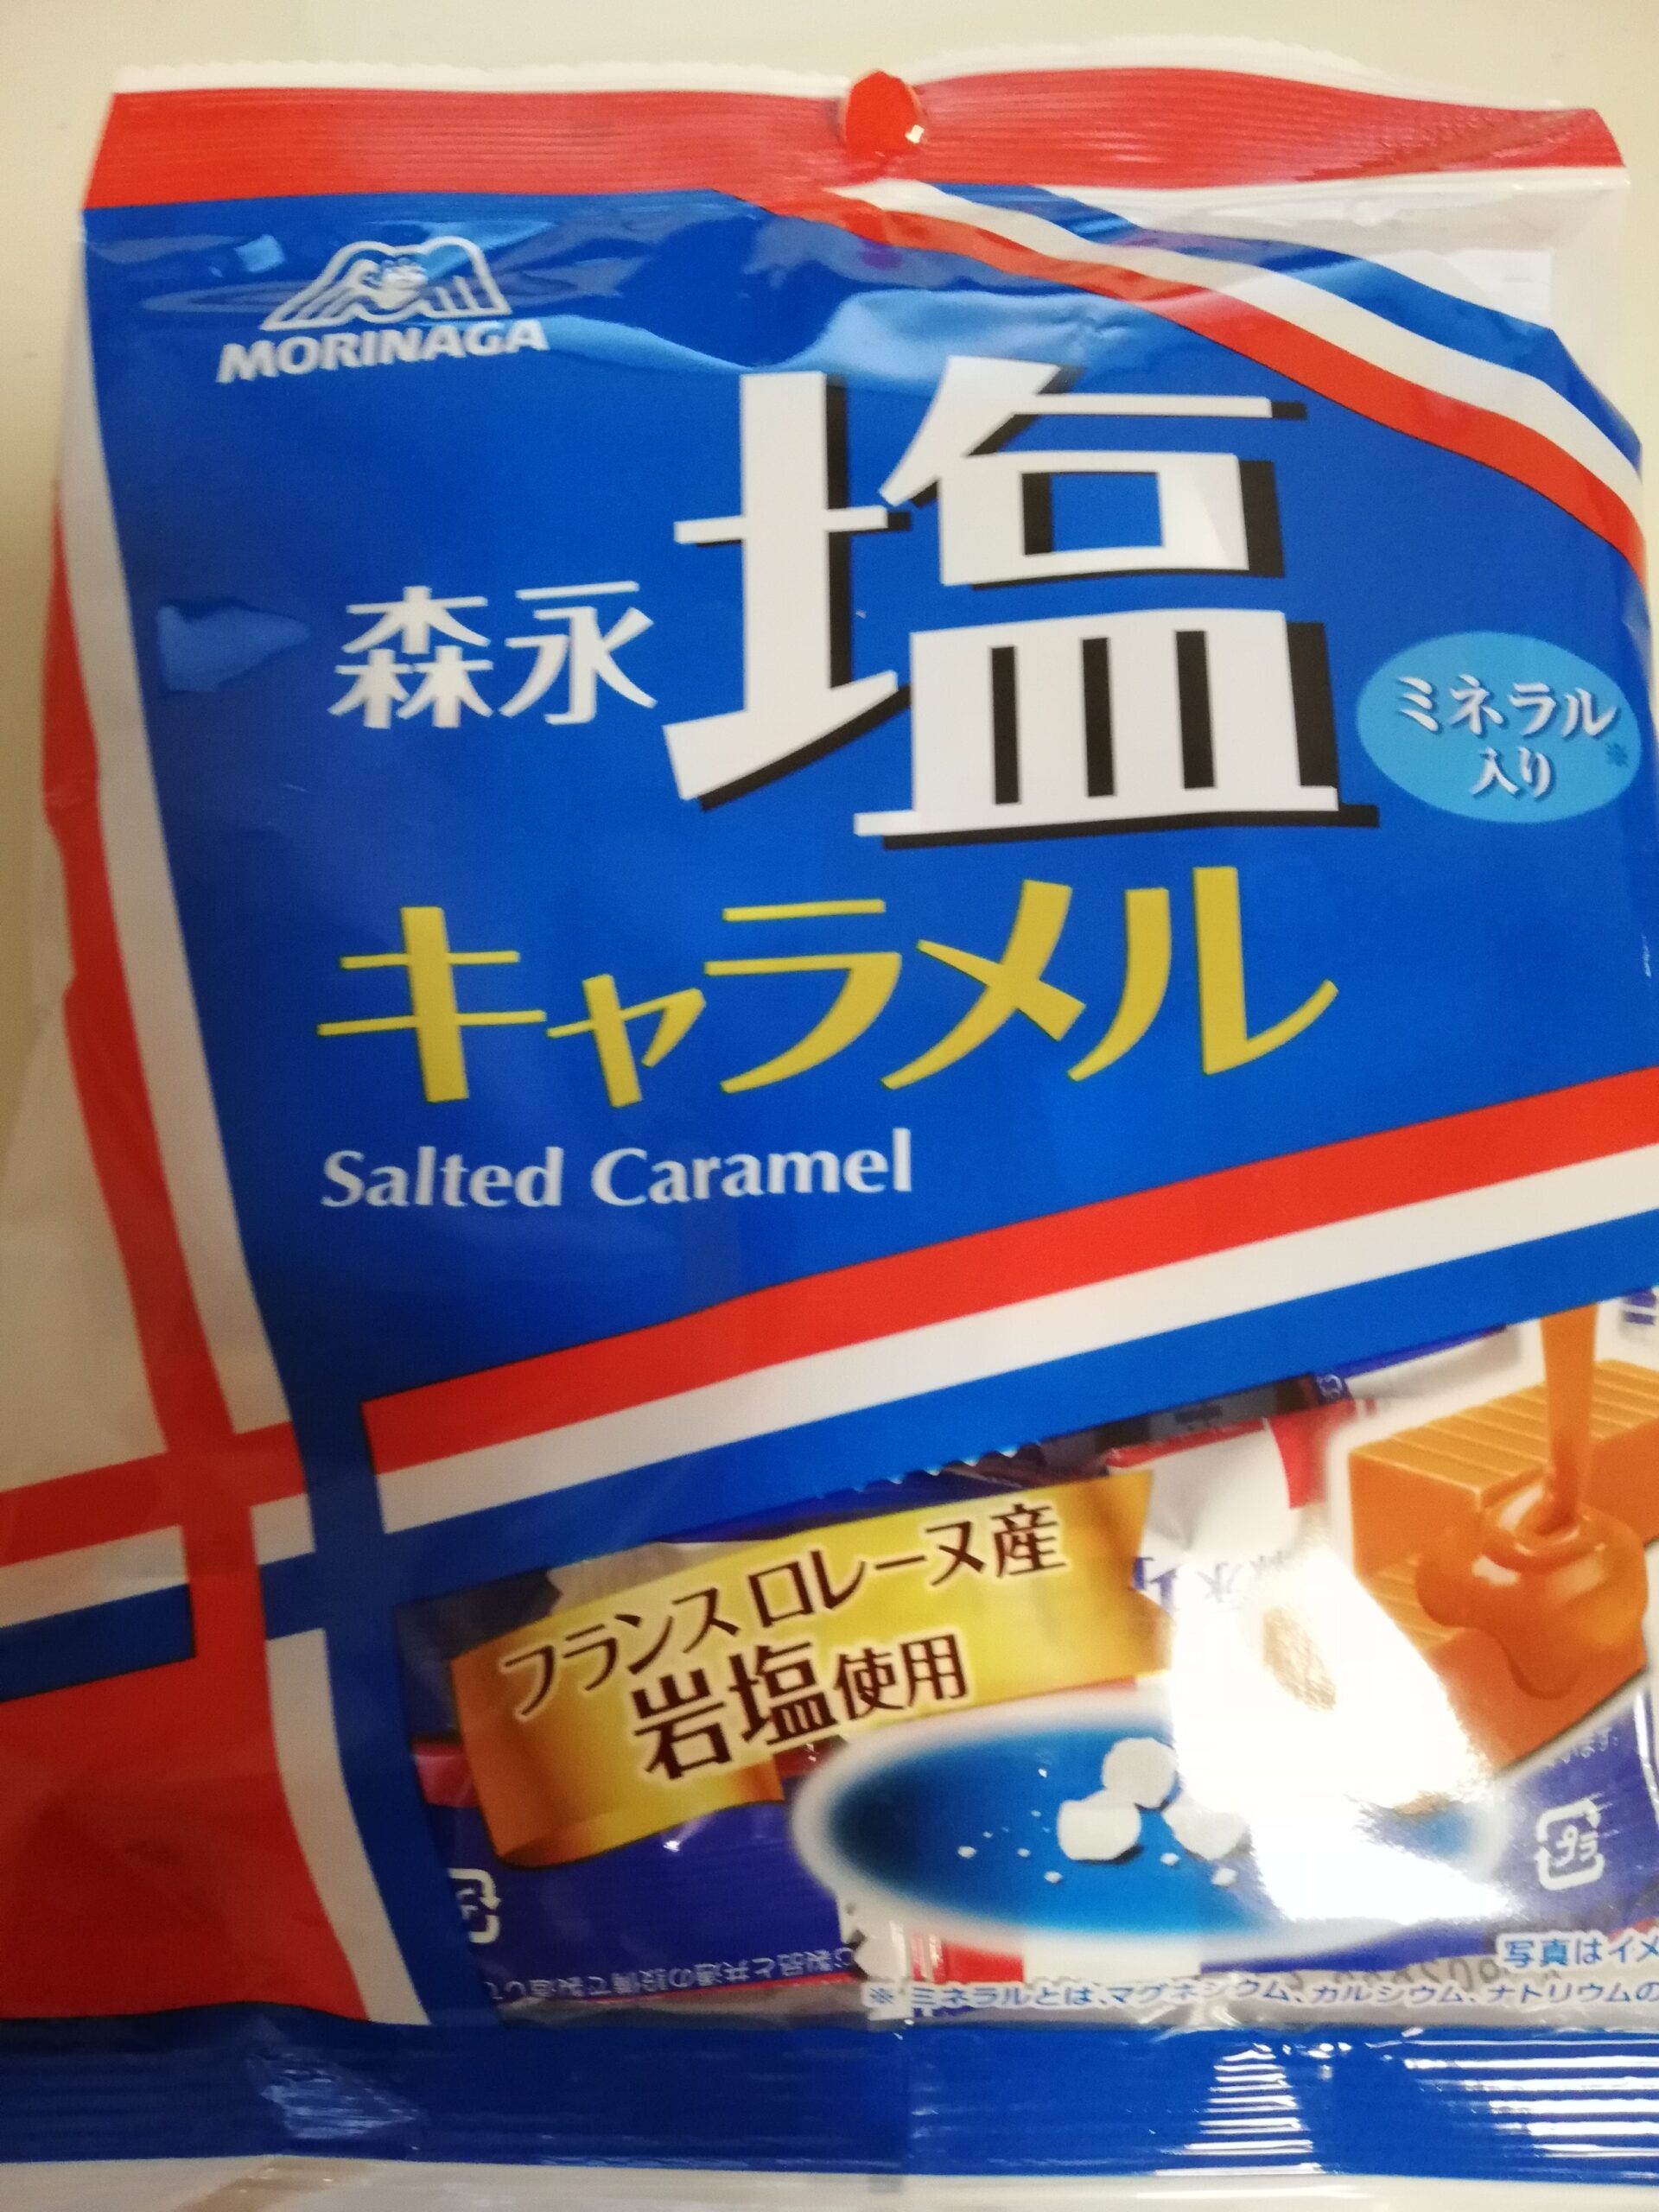 MORINAGA
森永
塩
キャラメル
ミネラル
入り※
Salted Caramel
フランス ロレーヌ産
岩塩使用
プラ
写真はイメ
※ ミネラルとは、マグネシウム、カルシウム、ナトリウムの